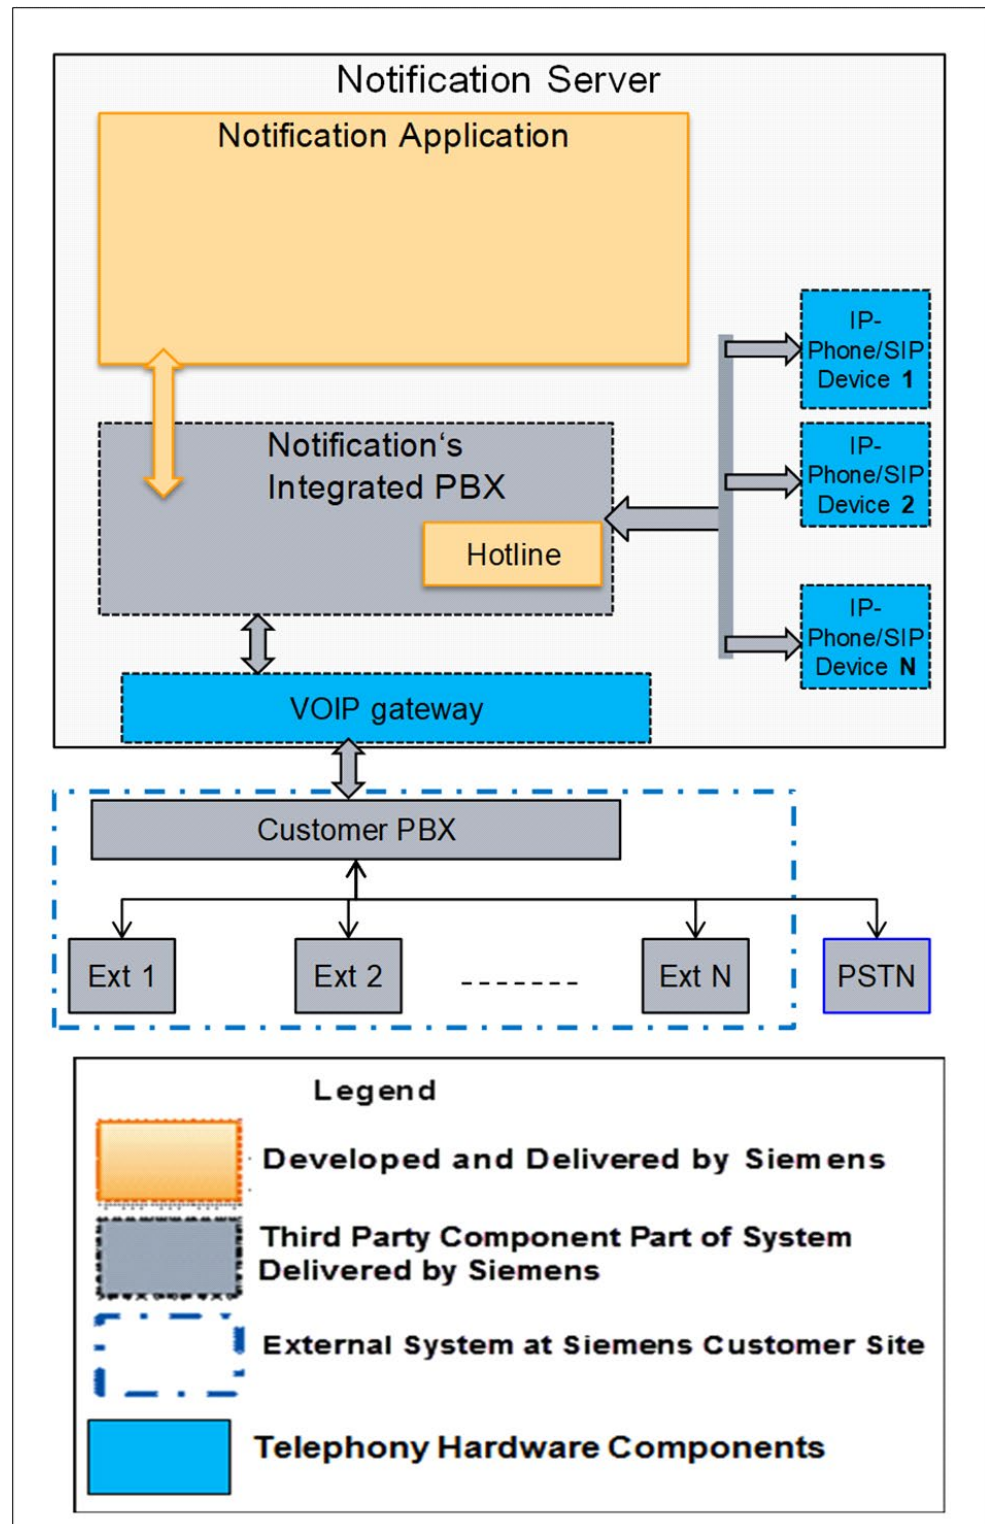 Notification Server
Notification Application
IP-
Phone/SIP
Device 1
Notification‘s
Integrated PBX
IP-
Phone/SIP
Device 2
Hotline
IP-
Phone/SIP
Device N
VOIP gateway
Customer PBX
Ext 1
Ext 2
-------
Ext N
PSTN
Legend
Developed and Delivered by Siemens
Third Party Component Part of System
Delivered by Siemens
External System at Siemens Customer Site
Telephony Hardware Components